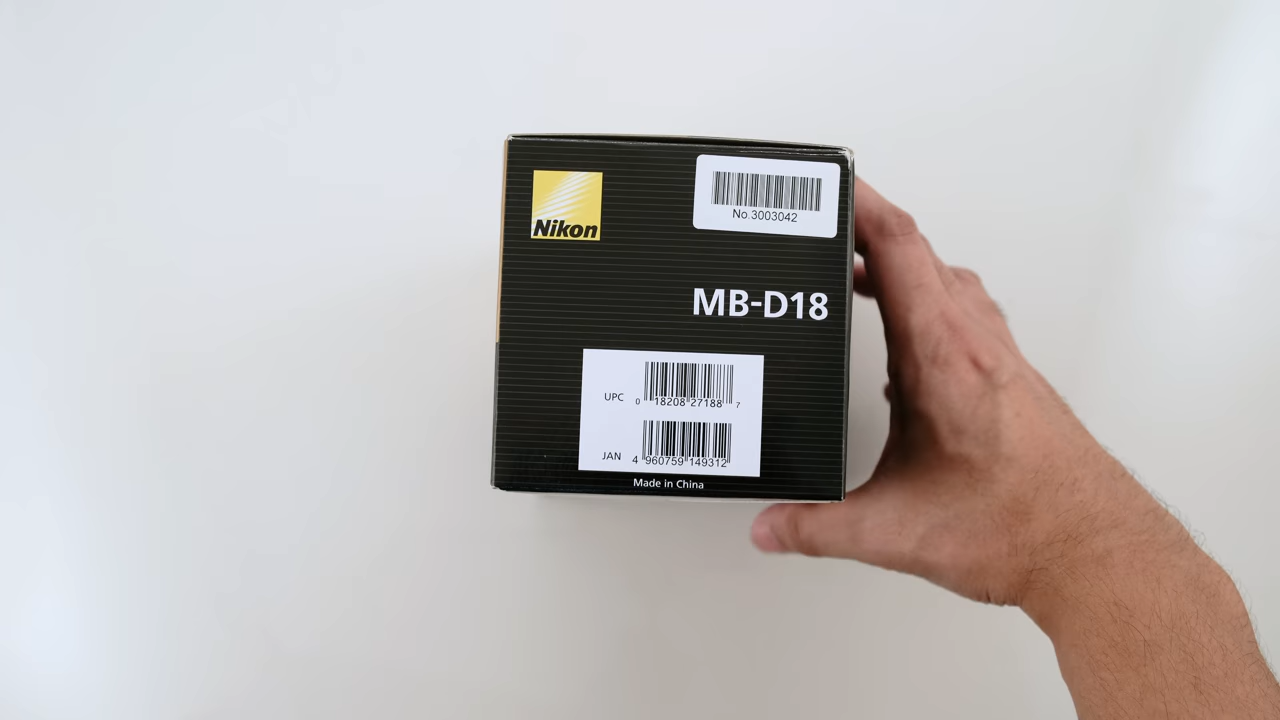 Nikon
No.3003042
MB-D18
UPC 0 18208 27188 7
JAN 4 960759 149312
Made in China